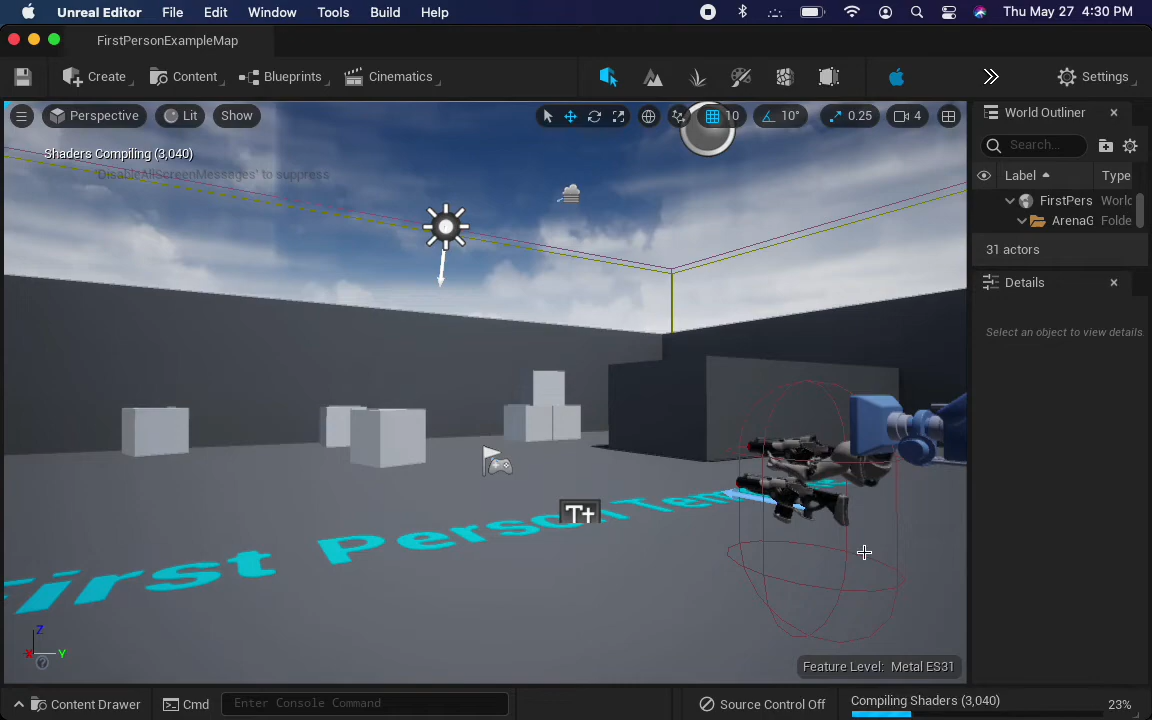 Unreal Editor File Edit Window Tools Build Help Thu May 27 4:30 PM
FirstPersonExampleMap
Create Content Blueprints Cinematics Settings
Perspective Lit Show 10 10° 0.25 4
World Outliner
Shaders Compiling (3,040)
'DisableAllScreenMessages' to suppress
Search...
Label Type
FirstPers World
ArenaG Folde
31 actors
Details
Select an object to view details.
First Person Tem
Tt
Z
X Y
Feature Level: Metal ES31
Content Drawer Cmd Enter Console Command Source Control Off Compiling Shaders (3,040) 23%